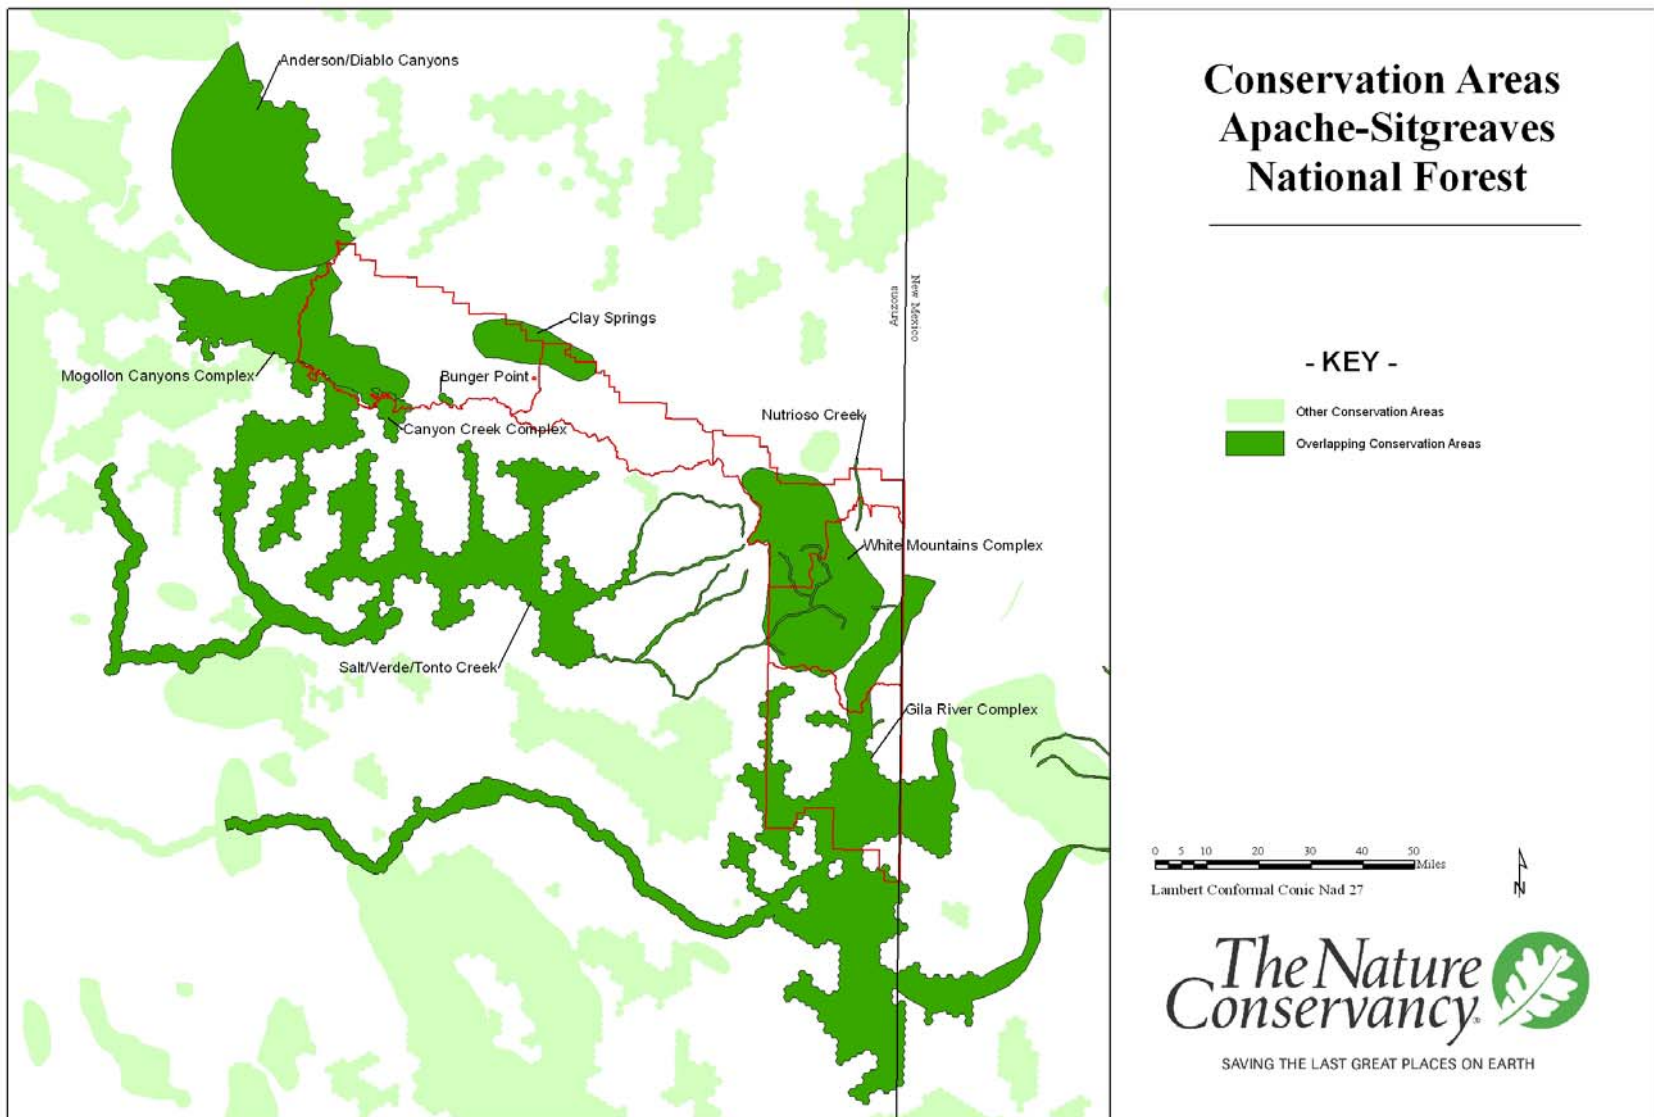 Anderson/Diablo Canyons
Conservation Areas
Apache-Sitgreaves
National Forest
Arizona
New Mexico
Clay Springs
Mogollon Canyons Complex
Bunger Point
Canyon Creek Complex
Nutrioso Creek
White Mountains Complex
Salt/Verde/Tonto Creek
Gila River Complex
- KEY -
Other Conservation Areas
Overlapping Conservation Areas
0 5 10 20 30 40 50
Miles
Lambert Conformal Conic Nad 27
N
The Nature
Conservancy®
SAVING THE LAST GREAT PLACES ON EARTH